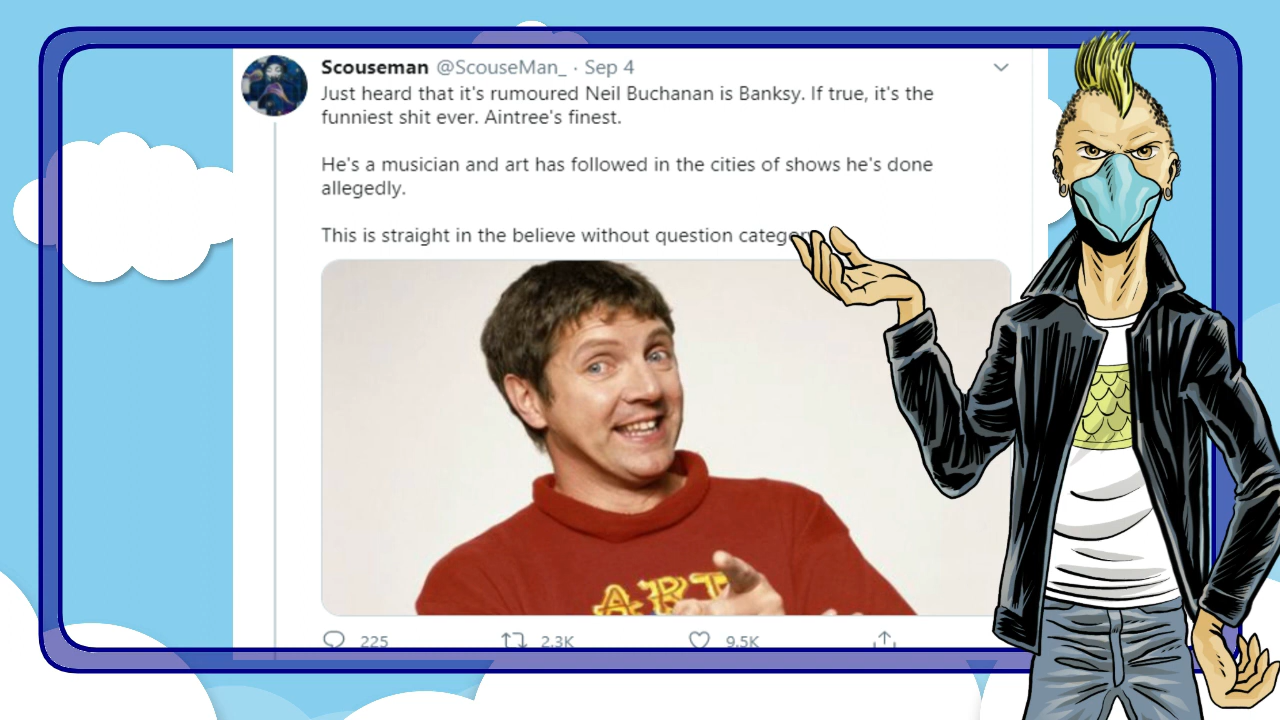 Scouseman @ScouseMan_ · Sep 4
Just heard that it's rumoured Neil Buchanan is Banksy. If true, it's the
funniest shit ever. Aintree's finest.
He's a musician and art has followed in the cities of shows he's done
allegedly.
This is straight in the believe without question category
ART
225 2.3K 9.5K